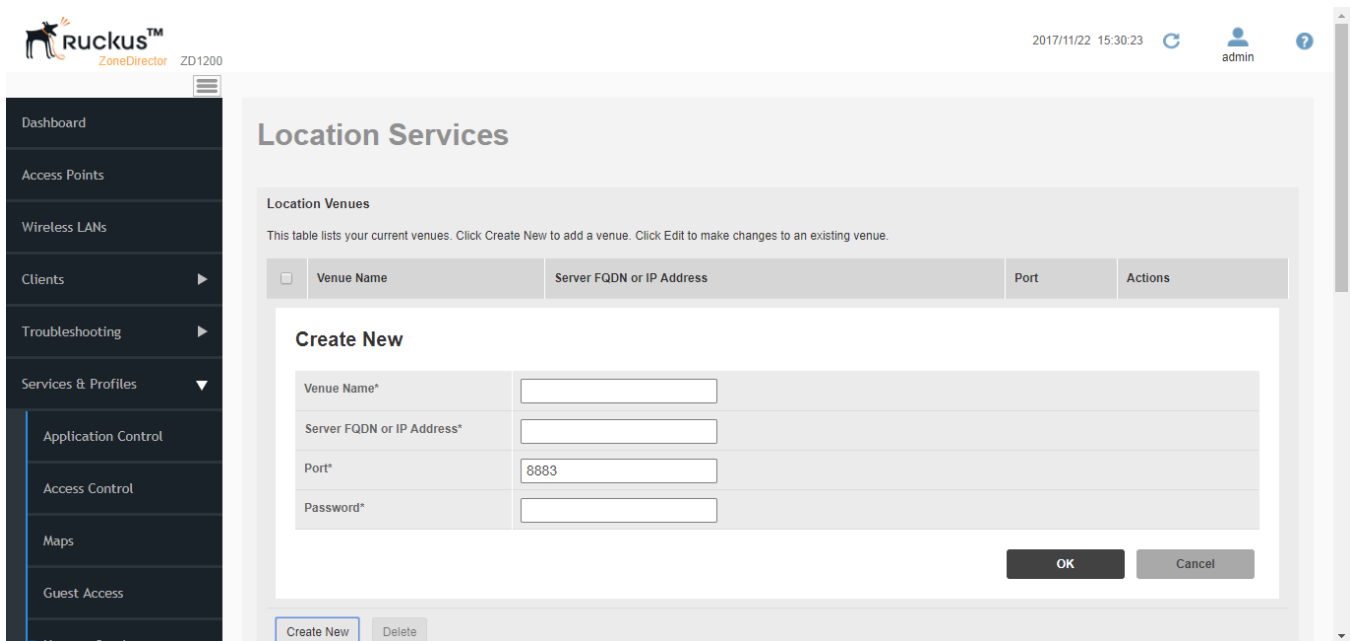 Ruckus™
ZoneDirector ZD1200
2017/11/22 15:30:23
admin
?
Dashboard
Access Points
Wireless LANs
Clients
Troubleshooting
Services & Profiles
Application Control
Access Control
Maps
Guest Access
Location Services
Location Venues
This table lists your current venues. Click Create New to add a venue. Click Edit to make changes to an existing venue.
Venue Name Server FQDN or IP Address Port Actions
Create New
Venue Name*
Server FQDN or IP Address*
Port* 8883
Password*
OK Cancel
Create New Delete